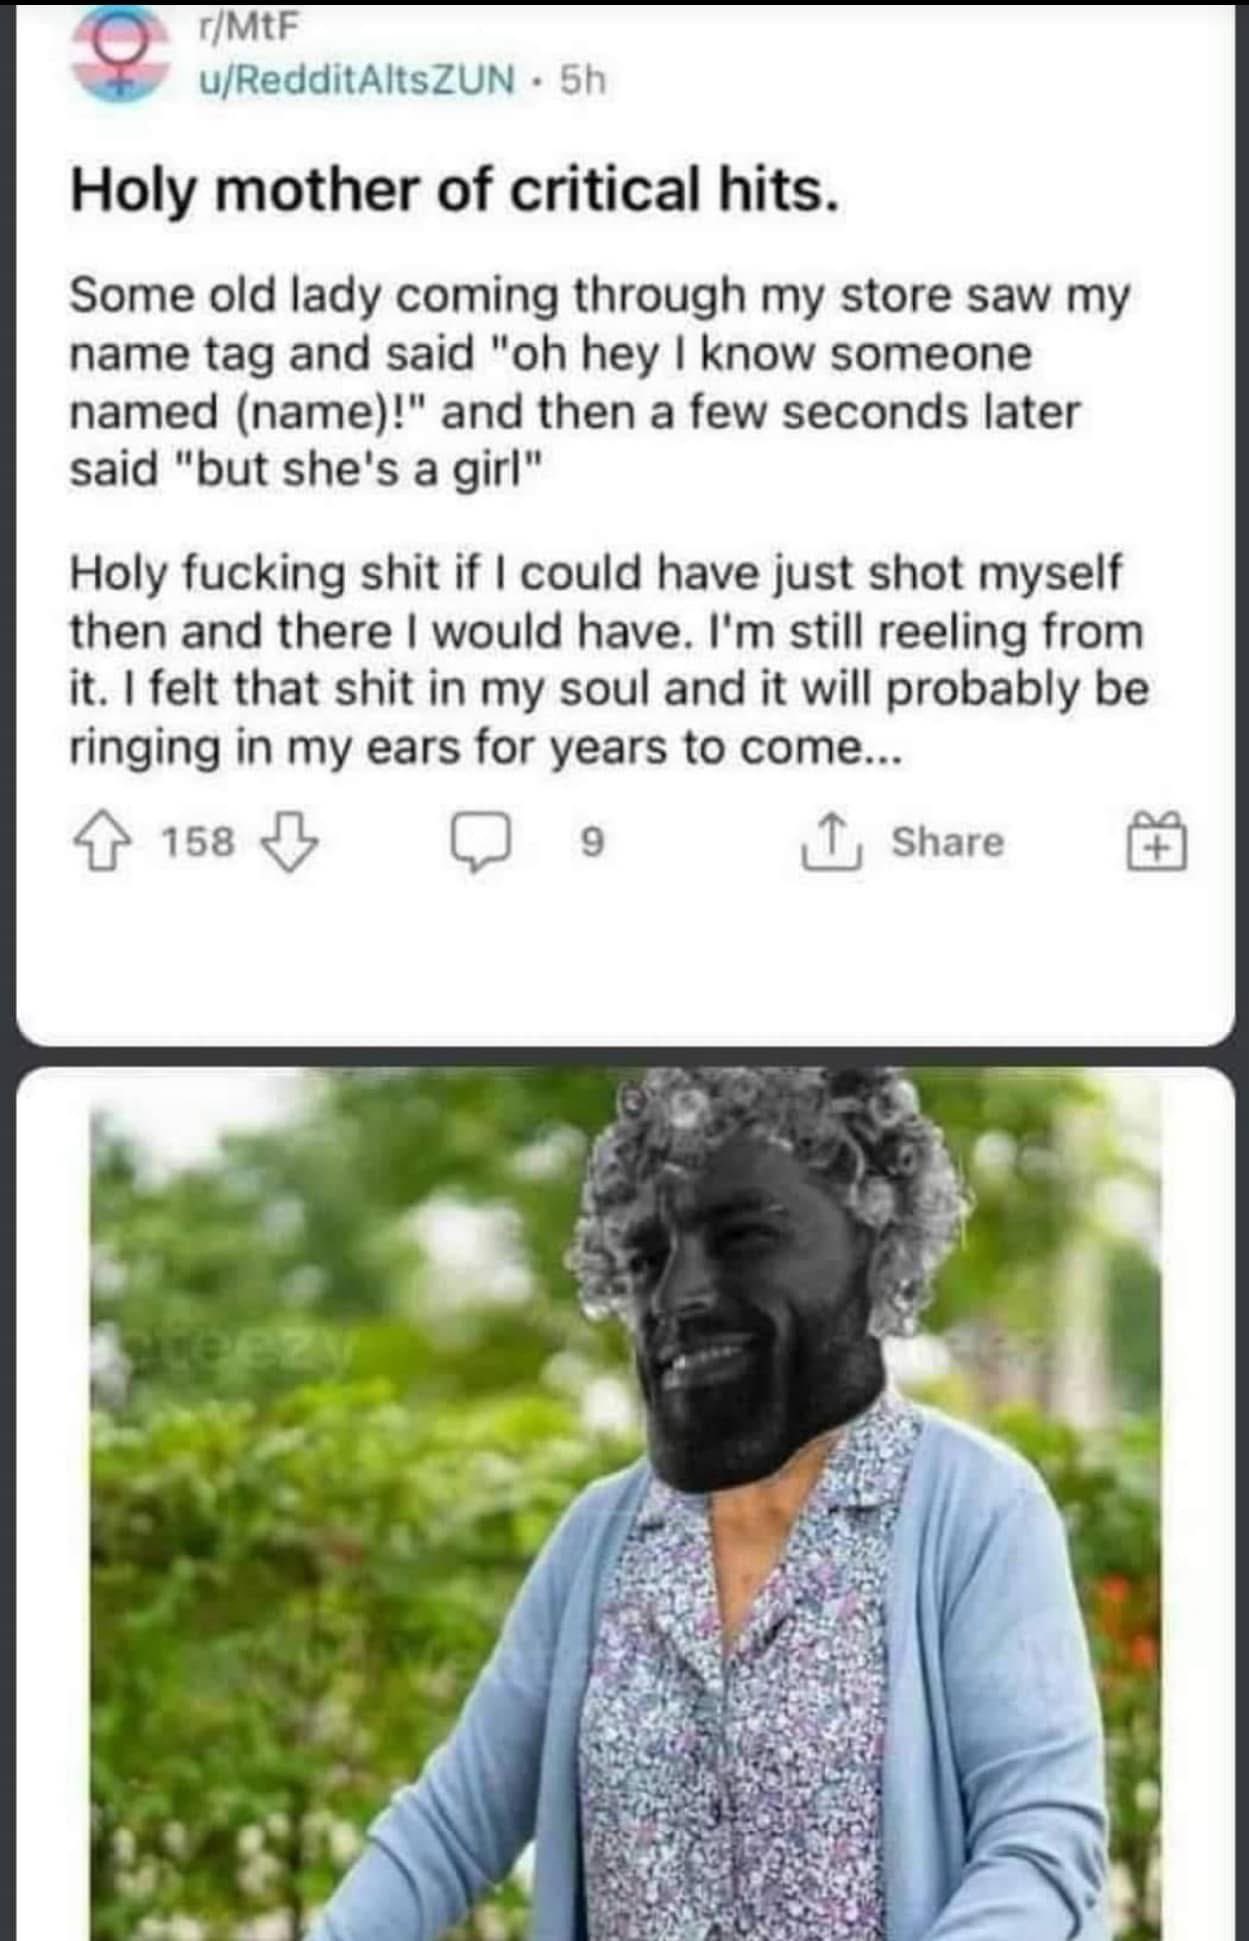 r/MtF
u/RedditAltsZUN • 5h
Holy mother of critical hits.
Some old lady coming through my store saw my
name tag and said "oh hey I know someone
named (name)!" and then a few seconds later
said "but she's a girl"
Holy fucking shit if I could have just shot myself
then and there I would have. I'm still reeling from
it. I felt that shit in my soul and it will probably be
ringing in my ears for years to come...
158 9 Share